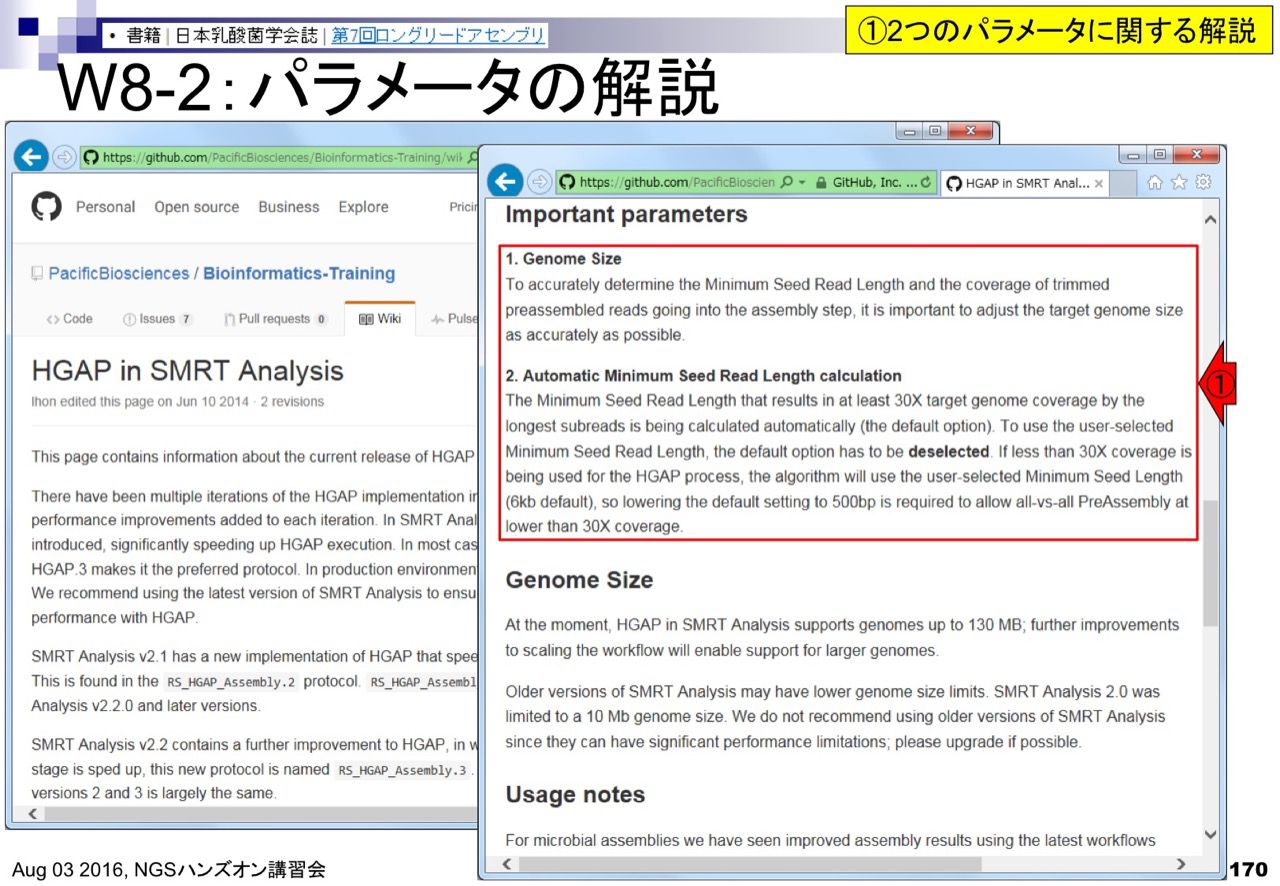 • 書籍 | 日本乳酸菌学会誌 | 第7回ロングリードアセンブリ
①2つのパラメータに関する解説
W8-2：パラメータの解説
https://github.com/PacificBiosciences/Bioinformatics-Training/wi
Personal Open source Business Explore
PacificBiosciences / Bioinformatics-Training
Code Issues 7 Pull requests 0 Wiki Pulse
HGAP in SMRT Analysis
lhon edited this page on Jun 10 2014 · 2 revisions
This page contains information about the current release of HGAP
There have been multiple iterations of the HGAP implementation in
performance improvements added to each iteration. In SMRT Anal
introduced, significantly speeding up HGAP execution. In most cas
HGAP.3 makes it the preferred protocol. In production environmen
We recommend using the latest version of SMRT Analysis to ensu
performance with HGAP.
SMRT Analysis v2.1 has a new implementation of HGAP that spee
This is found in the RS_HGAP_Assembly.2 protocol. RS_HGAP_Assembl
Analysis v2.2.0 and later versions.
SMRT Analysis v2.2 contains a further improvement to HGAP, in w
stage is sped up, this new protocol is named RS_HGAP_Assembly.3 .
versions 2 and 3 is largely the same.
https://github.com/PacificBioscien GitHub, Inc. ... HGAP in SMRT Anal...
Important parameters
1. Genome Size
To accurately determine the Minimum Seed Read Length and the coverage of trimmed
preassembled reads going into the assembly step, it is important to adjust the target genome size
as accurately as possible.
2. Automatic Minimum Seed Read Length calculation
The Minimum Seed Read Length that results in at least 30X target genome coverage by the
longest subreads is being calculated automatically (the default option). To use the user-selected
Minimum Seed Read Length, the default option has to be deselected. If less than 30X coverage is
being used for the HGAP process, the algorithm will use the user-selected Minimum Seed Length
(6kb default), so lowering the default setting to 500bp is required to allow all-vs-all PreAssembly at
lower than 30X coverage.
①
Genome Size
At the moment, HGAP in SMRT Analysis supports genomes up to 130 MB; further improvements
to scaling the workflow will enable support for larger genomes.
Older versions of SMRT Analysis may have lower genome size limits. SMRT Analysis 2.0 was
limited to a 10 Mb genome size. We do not recommend using older versions of SMRT Analysis
since they can have significant performance limitations; please upgrade if possible.
Usage notes
For microbial assemblies we have seen improved assembly results using the latest workflows
Aug 03 2016, NGSハンズオン講習会
170